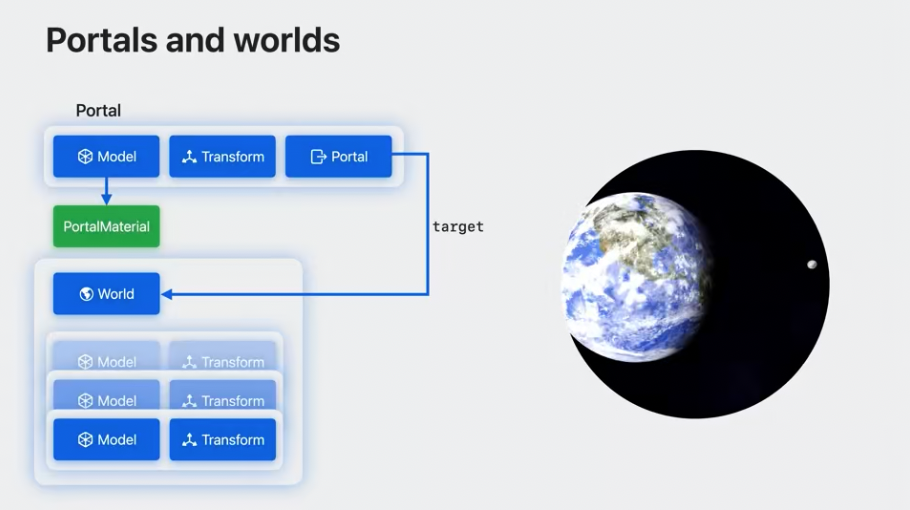 Portals and worlds
Portal
Model
Transform
Portal
PortalMaterial
target
World
Model
Transform
Model
Transform
Model
Transform